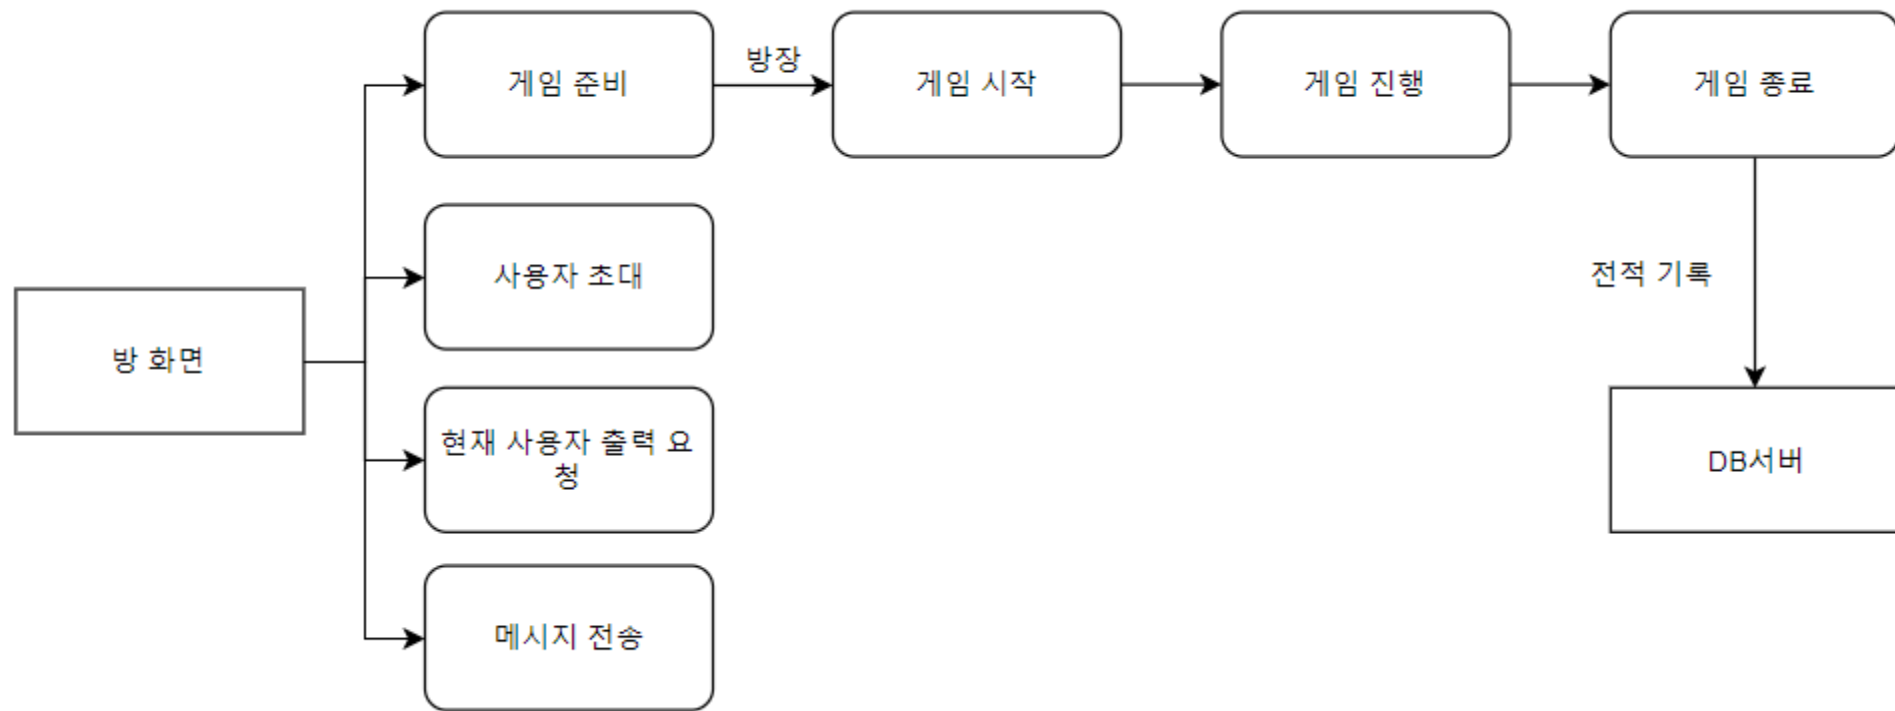 게임 준비
방장
게임 시작
게임 진행
게임 종료
사용자 초대
전적 기록
방 화면
현재 사용자 출력 요
청
DB서버
메시지 전송